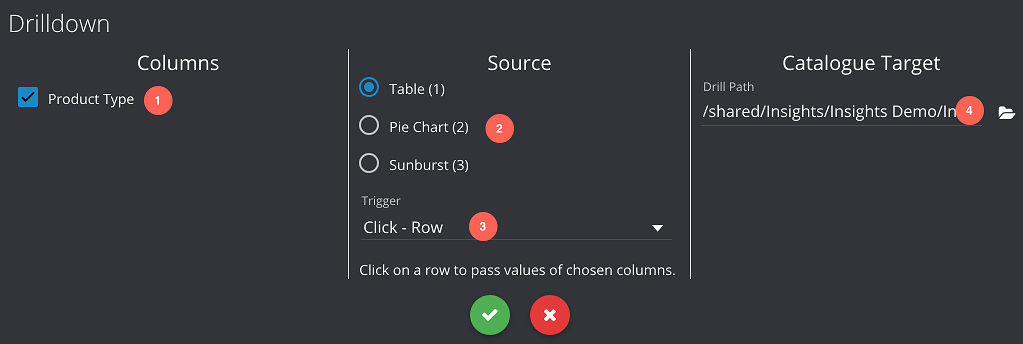 Drilldown
Columns
Product Type
1
Source
Table (1)
Pie Chart (2)
2
Sunburst (3)
Trigger
Click - Row
3
Click on a row to pass values of chosen columns.
Catalogue Target
Drill Path
/shared/Insights/Insights Demo/In
4